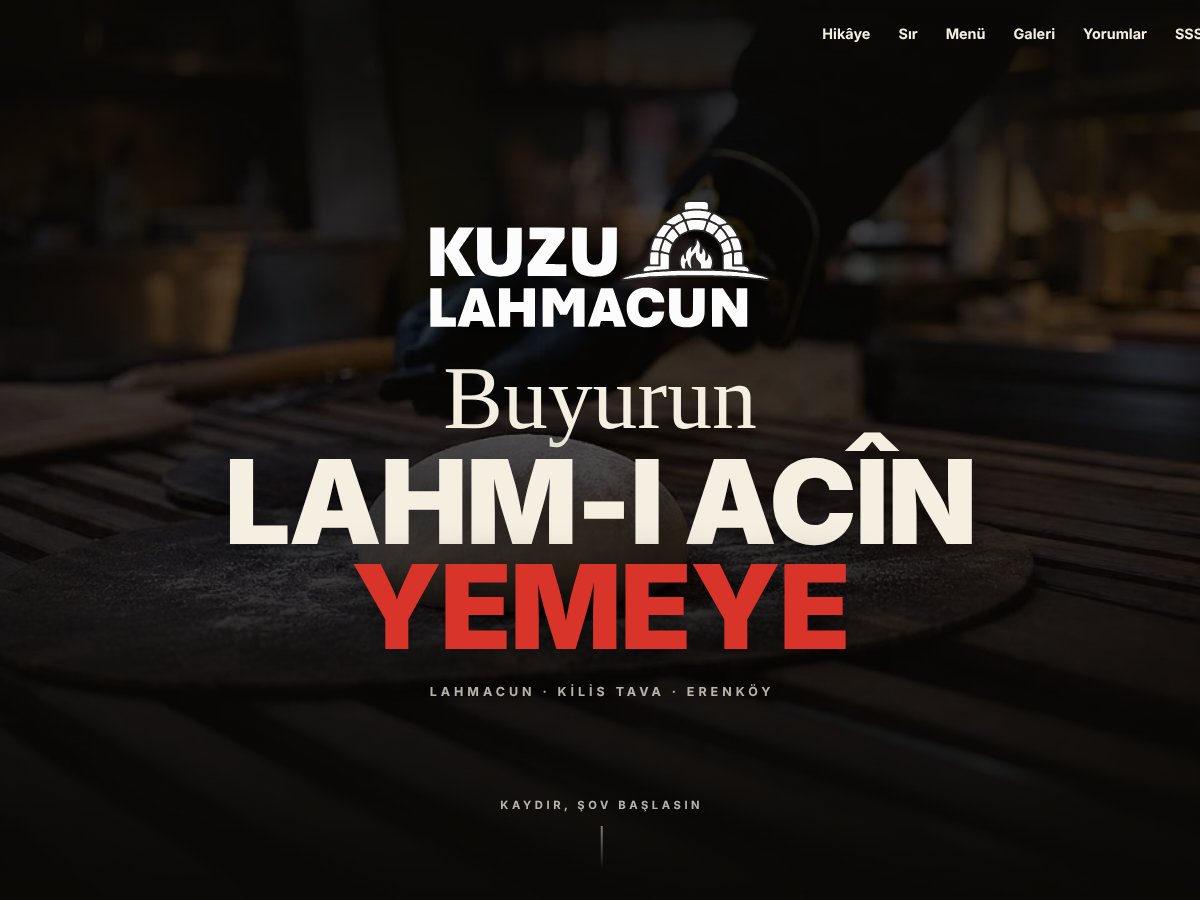 Hikâye Sır Menü Galeri Yorumlar SSS
KUZU
LAHMACUN
Buyurun
LAHM-I ACÎN
YEMEYE
LAHMACUN · KİLİS TAVA · ERENKÖY
KAYDIR, ŞOV BAŞLASIN